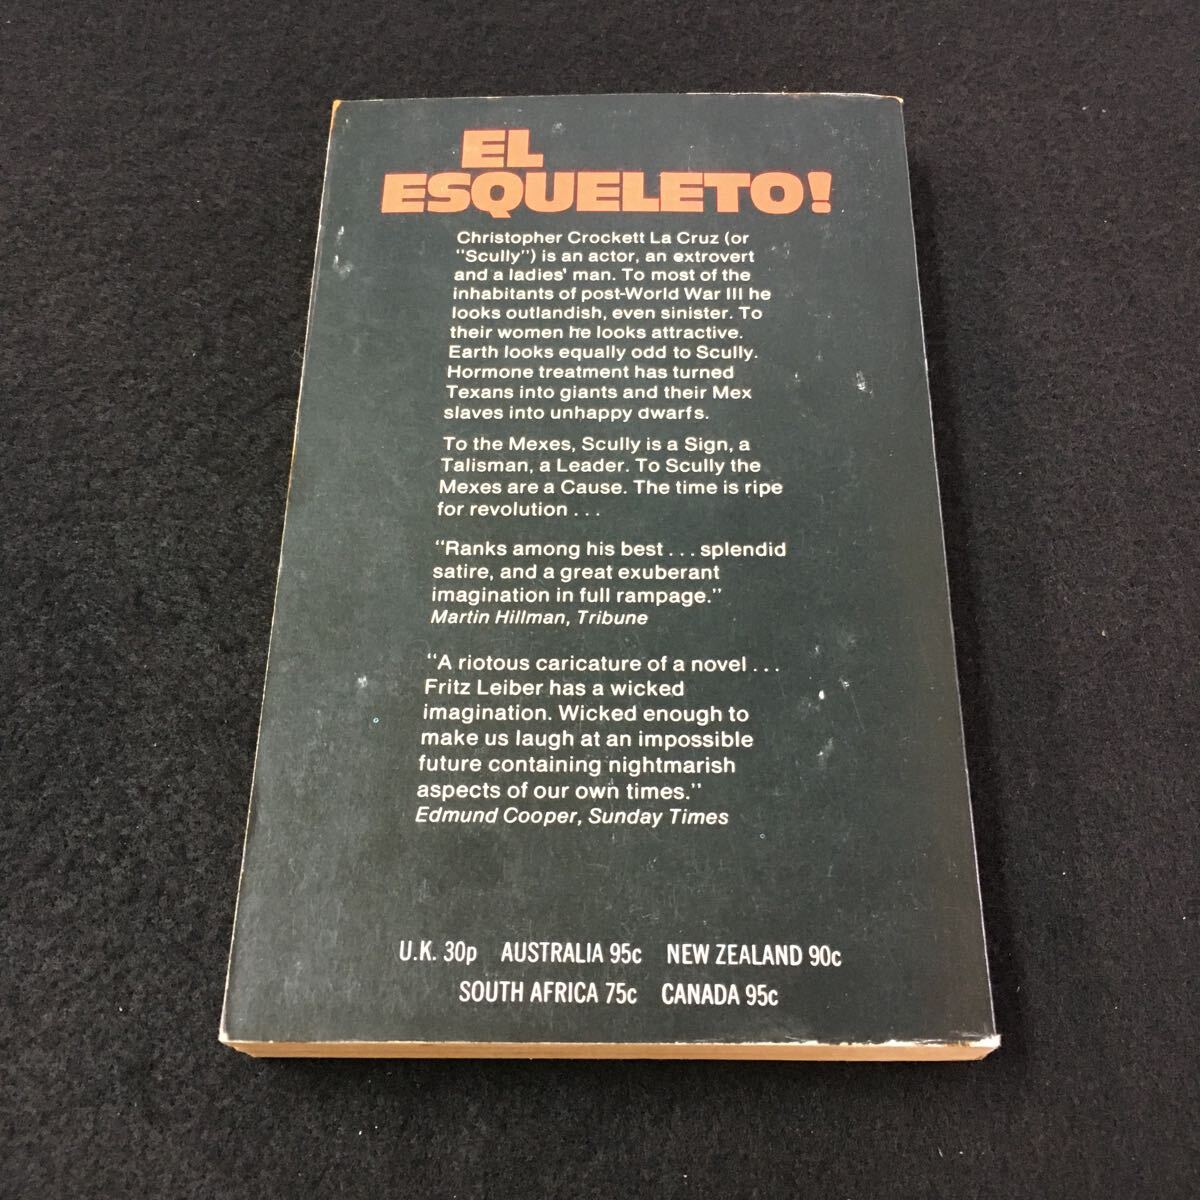 EL
ESQUELETO!
Christopher Crockett La Cruz (or
"Scully") is an actor, an extrovert
and a ladies' man. To most of the
inhabitants of post-World War III he
looks outlandish, even sinister. To
their women he looks attractive.
Earth looks equally odd to Scully.
Hormone treatment has turned
Texans into giants and their Mex
slaves into unhappy dwarfs.
To the Mexes, Scully is a Sign, a
Talisman, a Leader. To Scully the
Mexes are a Cause. The time is ripe
for revolution . . .
"Ranks among his best . . . splendid
satire, and a great exuberant
imagination in full rampage."
Martin Hillman, Tribune
"A riotous caricature of a novel . . .
Fritz Leiber has a wicked
imagination. Wicked enough to
make us laugh at an impossible
future containing nightmarish
aspects of our own times."
Edmund Cooper, Sunday Times
U.K. 30p AUSTRALIA 95c NEW ZEALAND 90c
SOUTH AFRICA 75c CANADA 95c